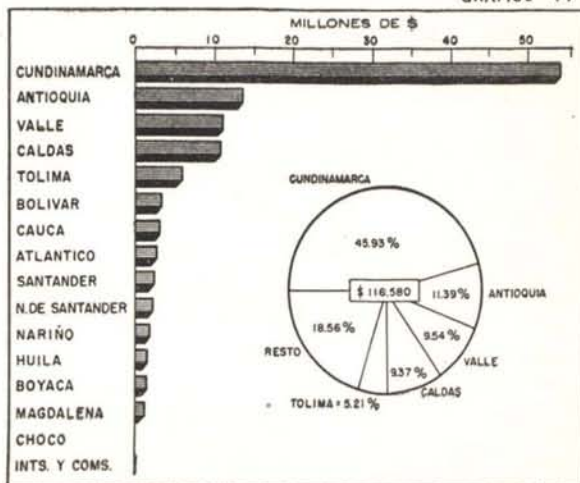 MILLONES DE $
0 10 20 30 40 50
CUNDINAMARCA
ANTIOQUIA
VALLE
CALDAS
TOLIMA
BOLIVAR
CAUCA
ATLANTICO
SANTANDER
N.DE SANTANDER
NARIÑO
HUILA
BOYACA
MAGDALENA
CHOCO
INTS. Y COMS.
CUNDINAMARCA
45.93 %
$ 116,580
11.39 %
ANTIOQUIA
9.54 %
VALLE
9.37 %
CALDAS
TOLIMA = 5.21 %
18.56 %
RESTO